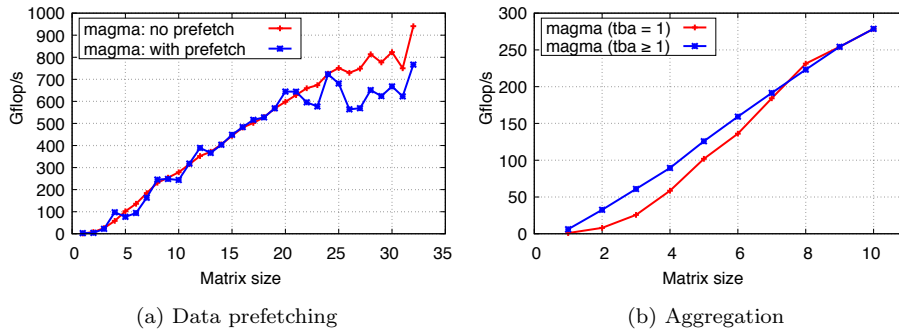 magma: no prefetch
magma: with prefetch
Gflop/s
1000
900
800
700
600
500
400
300
200
100
0
0 5 10 15 20 25 30 35
Matrix size
(a) Data prefetching
magma (tba = 1)
magma (tba ≥ 1)
Gflop/s
300
250
200
150
100
50
0
0 2 4 6 8 10
Matrix size
(b) Aggregation